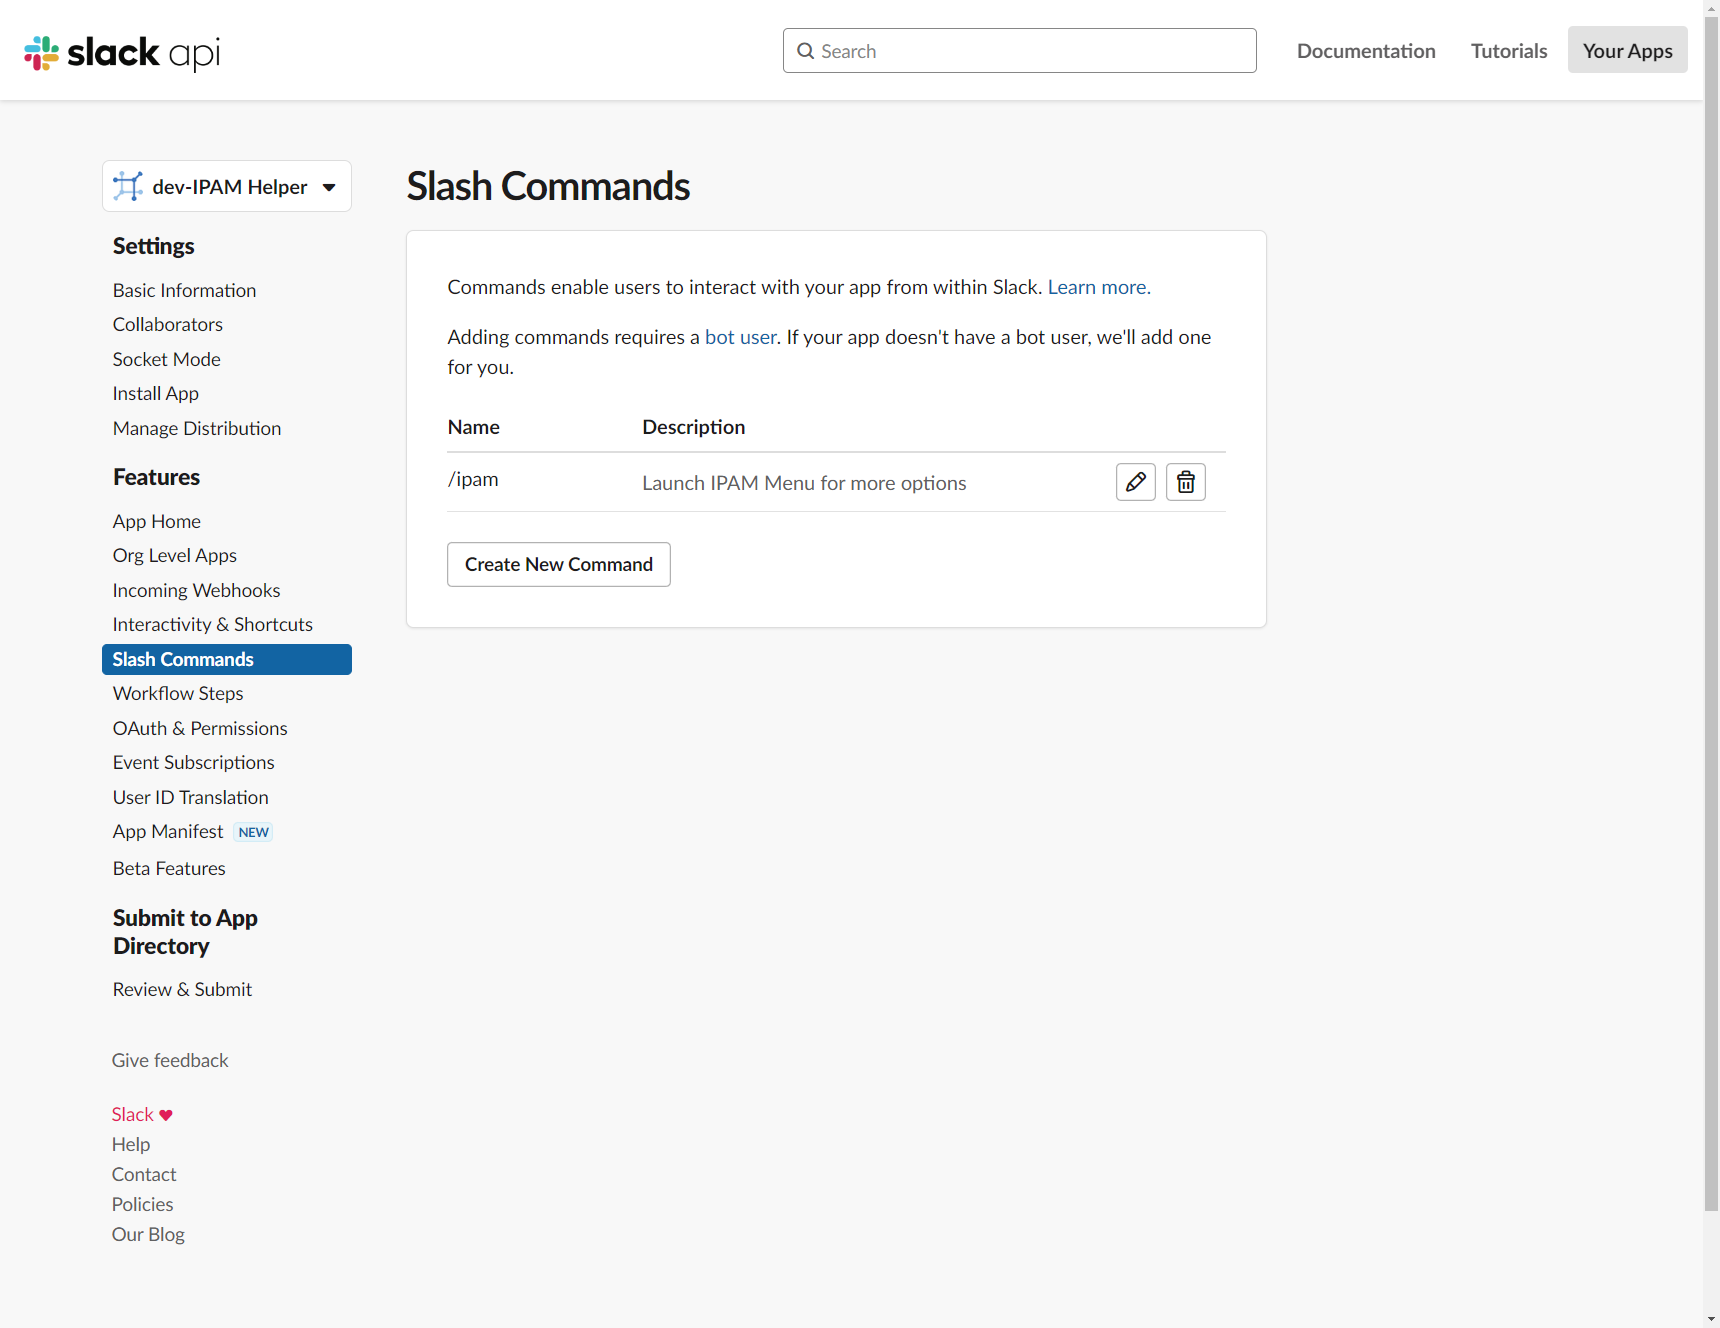 slack api
Search
Documentation
Tutorials
Your Apps
dev-IPAM Helper
Settings
Basic Information
Collaborators
Socket Mode
Install App
Manage Distribution
Features
App Home
Org Level Apps
Incoming Webhooks
Interactivity & Shortcuts
Slash Commands
Workflow Steps
OAuth & Permissions
Event Subscriptions
User ID Translation
App Manifest NEW
Beta Features
Submit to App
Directory
Review & Submit
Give feedback
Slack ♥
Help
Contact
Policies
Our Blog
Slash Commands
Commands enable users to interact with your app from within Slack. Learn more.
Adding commands requires a bot user. If your app doesn't have a bot user, we'll add one
for you.
Name Description
/ipam Launch IPAM Menu for more options
Create New Command